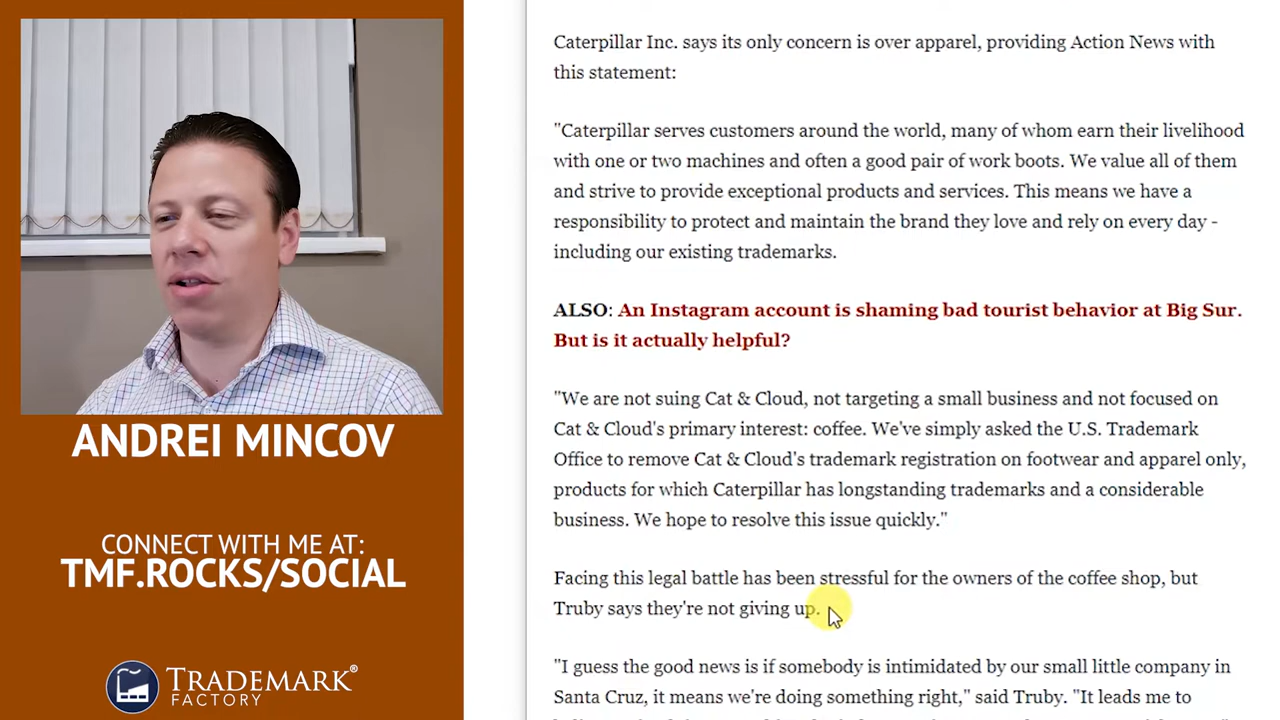 ANDREI MINCOV
CONNECT WITH ME AT:
TMF.ROCKS/SOCIAL
TRADEMARK®
FACTORY
Caterpillar Inc. says its only concern is over apparel, providing Action News with
this statement:
"Caterpillar serves customers around the world, many of whom earn their livelihood
with one or two machines and often a good pair of work boots. We value all of them
and strive to provide exceptional products and services. This means we have a
responsibility to protect and maintain the brand they love and rely on every day -
including our existing trademarks.
ALSO: An Instagram account is shaming bad tourist behavior at Big Sur.
But is it actually helpful?
"We are not suing Cat & Cloud, not targeting a small business and not focused on
Cat & Cloud's primary interest: coffee. We've simply asked the U.S. Trademark
Office to remove Cat & Cloud's trademark registration on footwear and apparel only,
products for which Caterpillar has longstanding trademarks and a considerable
business. We hope to resolve this issue quickly."
Facing this legal battle has been stressful for the owners of the coffee shop, but
Truby says they're not giving up.
"I guess the good news is if somebody is intimidated by our small little company in
Santa Cruz, it means we're doing something right," said Truby. "It leads me to